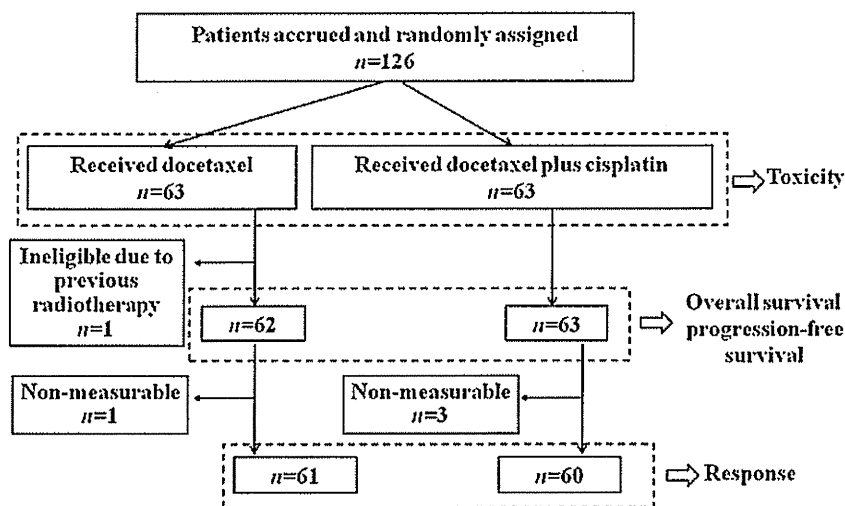 Patients accrued and randomly assigned
n=126
Received docetaxel
n=63
Received docetaxel plus cisplatin
n=63
Toxicity
Ineligible due to
previous
radiotherapy
n=1
n=62
n=63
Overall survival
progression-free
survival
Non-measurable
n=1
Non-measurable
n=3
n=61
n=60
Response